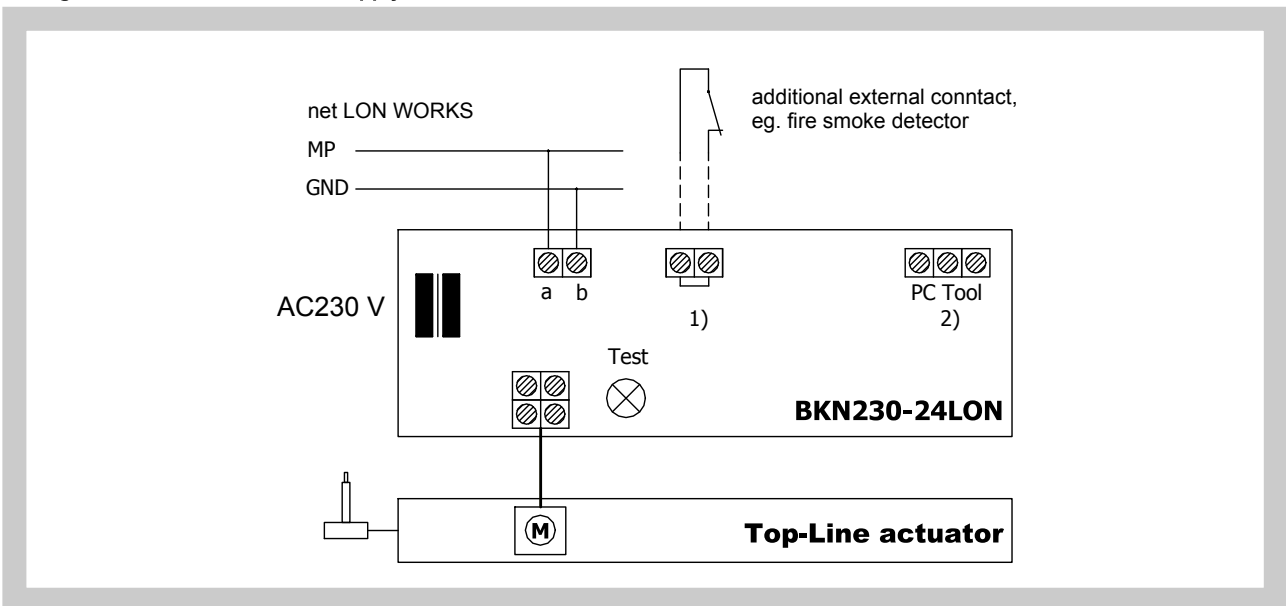 additional external conntact,
eg. fire smoke detector
net LON WORKS
MP
GND
AC230 V
a b
1)
PC Tool
2)
Test
BKN230-24LON
M
Top-Line actuator